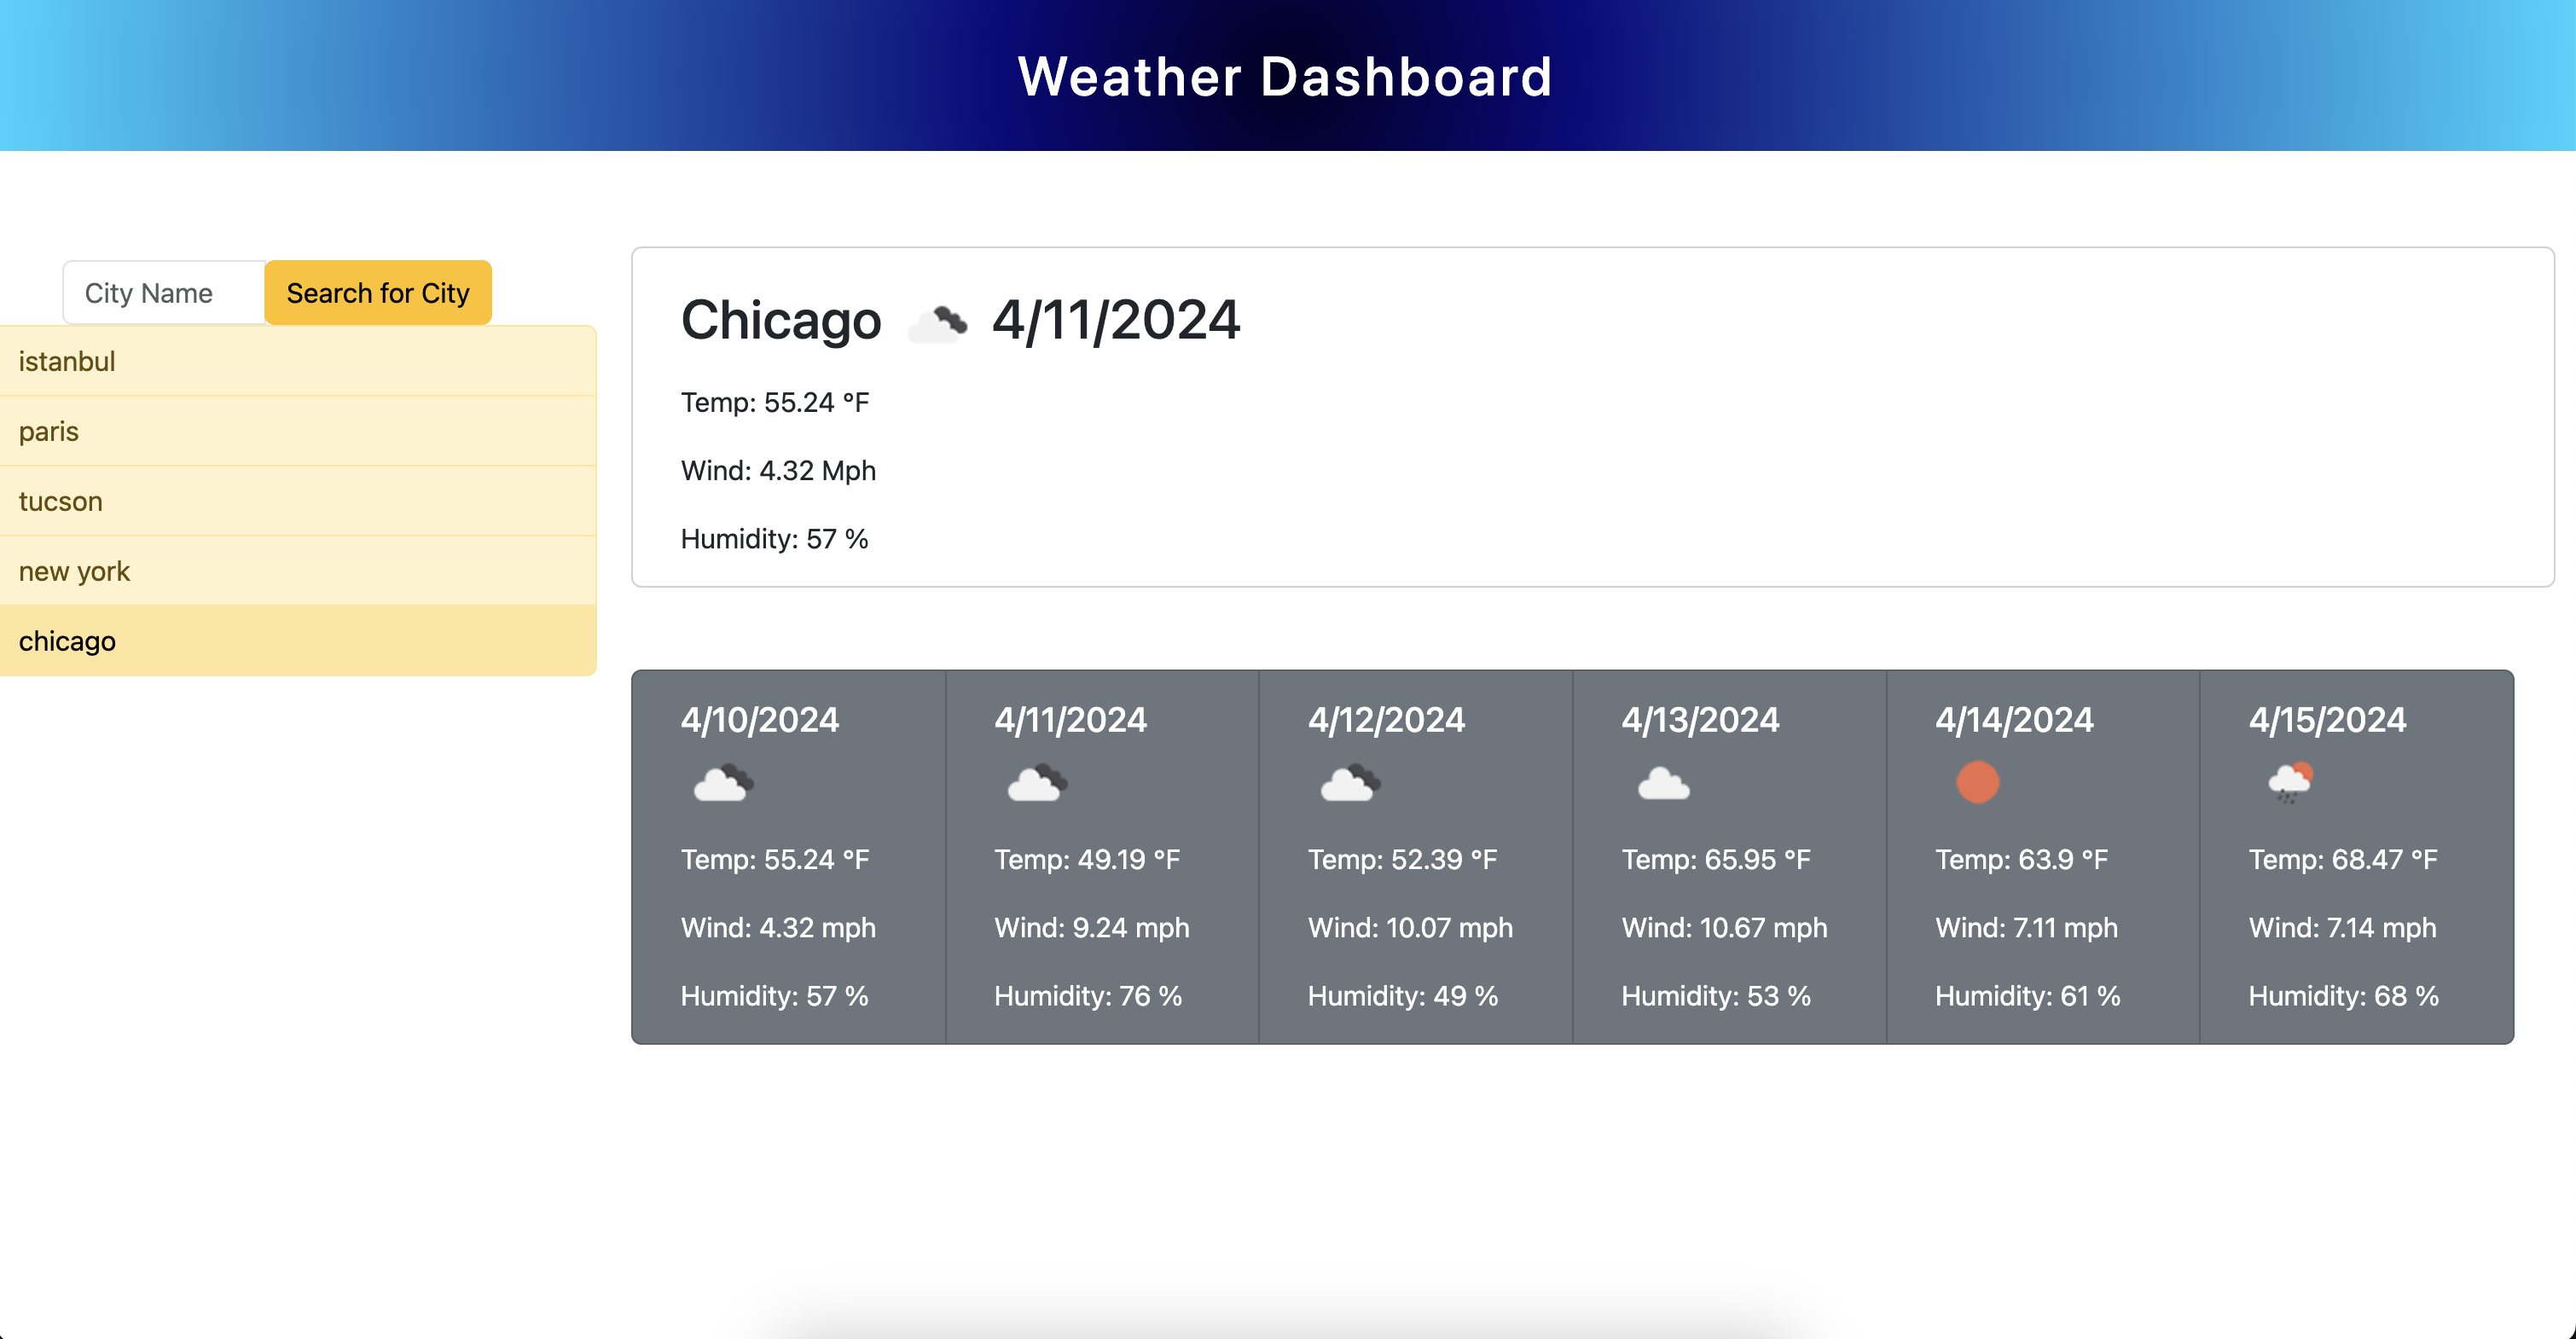 Weather Dashboard
City Name Search for City
istanbul
paris
tucson
new york
chicago
Chicago 4/11/2024
Temp: 55.24 °F
Wind: 4.32 Mph
Humidity: 57 %
4/10/2024
Temp: 55.24 °F
Wind: 4.32 mph
Humidity: 57 %
4/11/2024
Temp: 49.19 °F
Wind: 9.24 mph
Humidity: 76 %
4/12/2024
Temp: 52.39 °F
Wind: 10.07 mph
Humidity: 49 %
4/13/2024
Temp: 65.95 °F
Wind: 10.67 mph
Humidity: 53 %
4/14/2024
Temp: 63.9 °F
Wind: 7.11 mph
Humidity: 61 %
4/15/2024
Temp: 68.47 °F
Wind: 7.14 mph
Humidity: 68 %